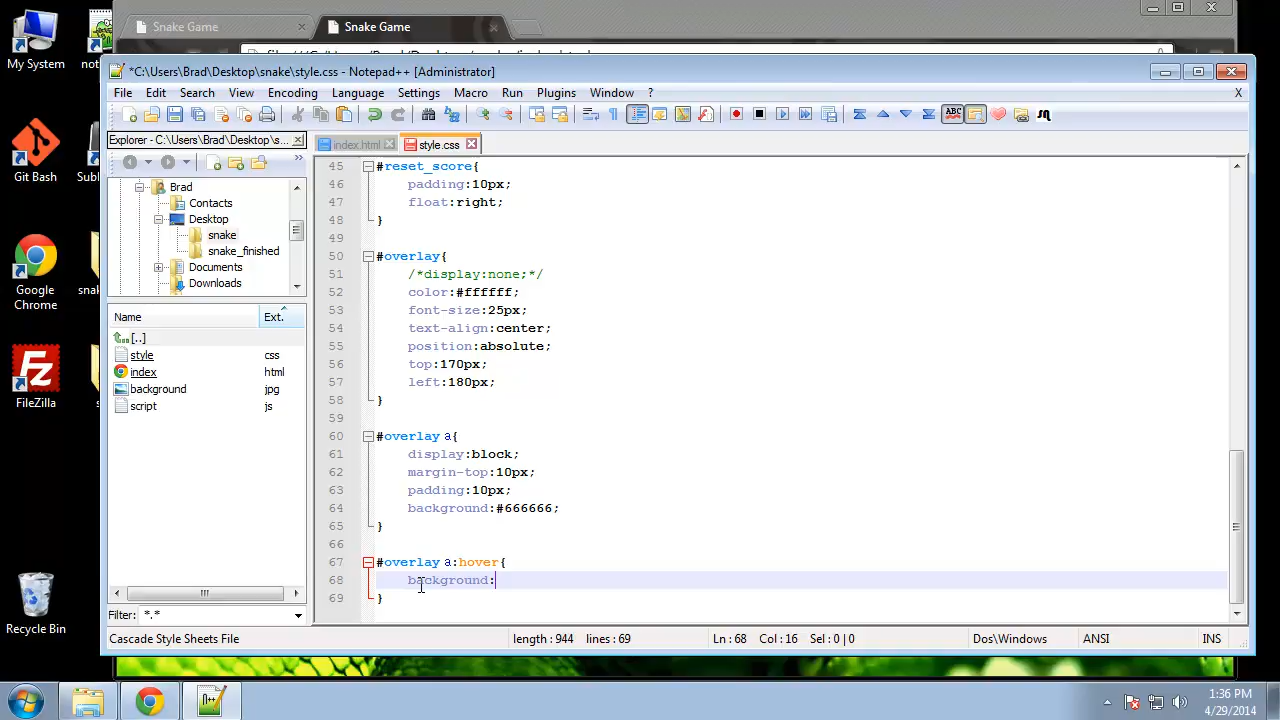 Snake Game
Snake Game
My System
*C:\Users\Brad\Desktop\snake\style.css - Notepad++ [Administrator]
File Edit Search View Encoding Language Settings Macro Run Plugins Window ? X
Explorer - C:\Users\Brad\Desktop\s...
index.html
style.css
Git Bash
Brad
Contacts
Desktop
snake
snake_finished
Documents
Downloads
Google Chrome
Name Ext.
[..]
style css
index html
background jpg
script js
FileZilla
Filter: *.*
Recycle Bin
45 #reset_score{
46 padding:10px;
47 float:right;
48 }
49
50 #overlay{
51 /*display:none;*/
52 color:#ffffff;
53 font-size:25px;
54 text-align:center;
55 position:absolute;
56 top:170px;
57 left:180px;
58 }
59
60 #overlay a{
61 display:block;
62 margin-top:10px;
63 padding:10px;
64 background:#666666;
65 }
66
67 #overlay a:hover{
68 background:
69 }
Cascade Style Sheets File length : 944 lines : 69 Ln : 68 Col : 16 Sel : 0 | 0 Dos\Windows ANSI INS
1:36 PM
4/29/2014